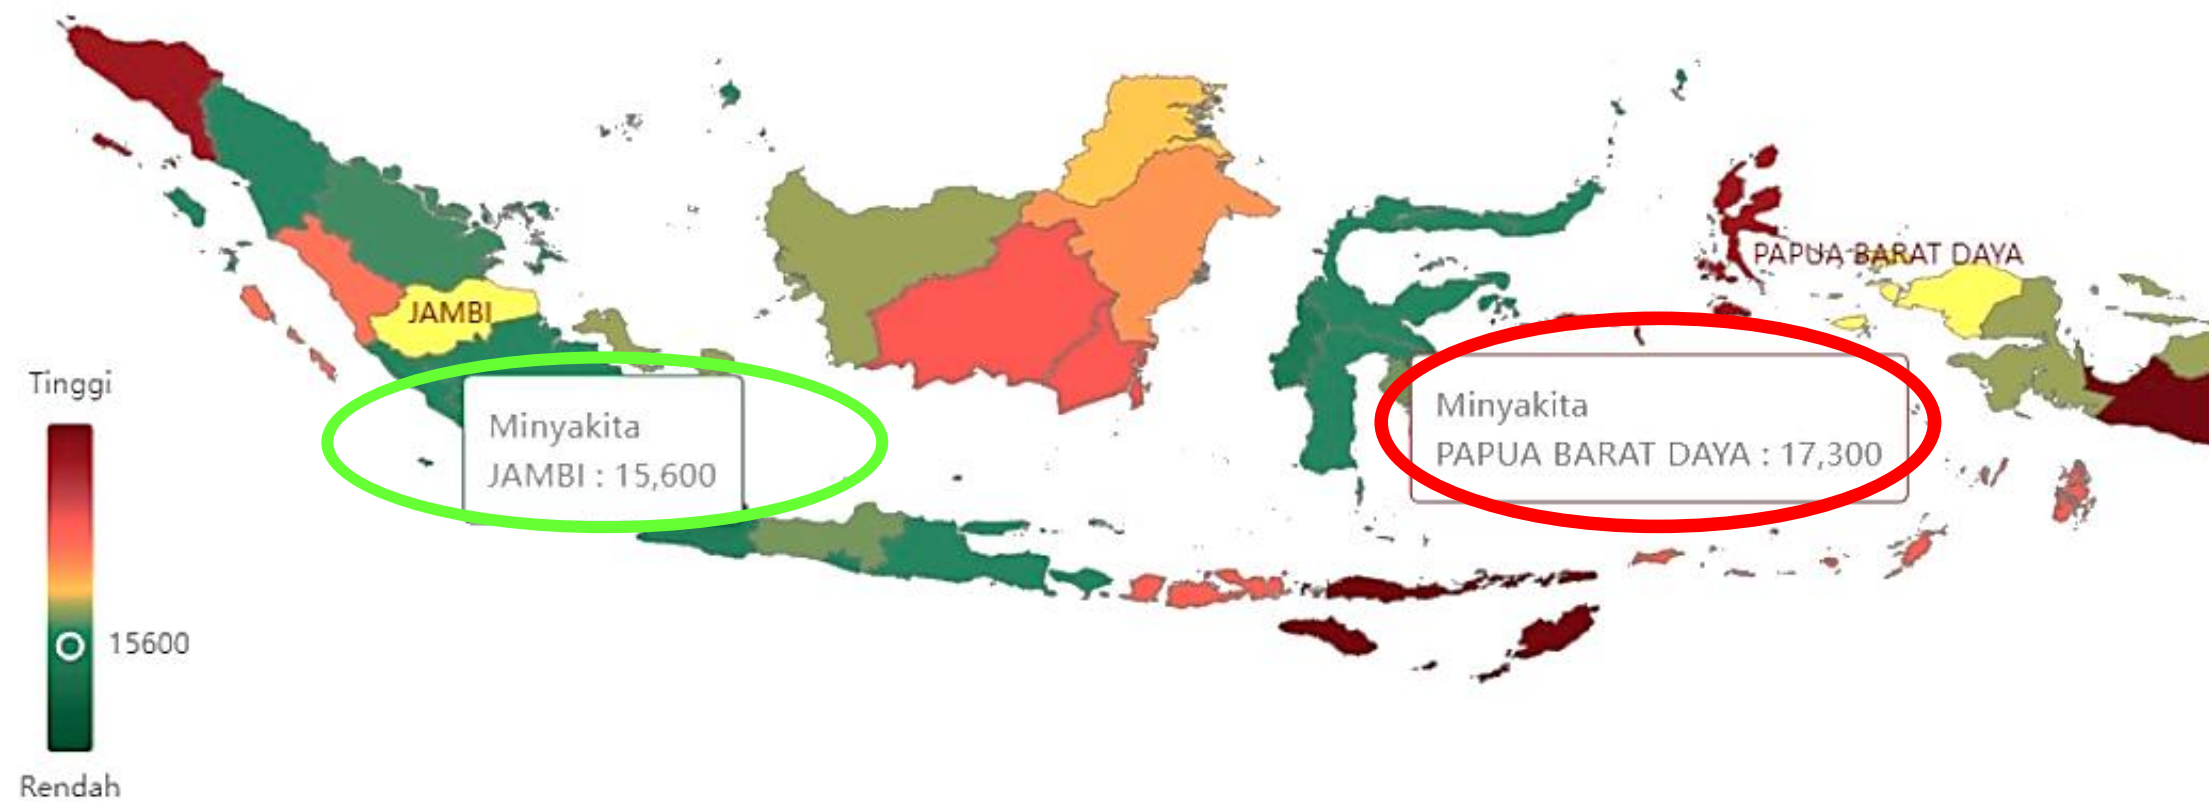 PAPUA BARAT DAYA
JAMBI
Tinggi
Minyakita
PAPUA BARAT DAYA : 17,300
Minyakita
JAMBI : 15,600
15600
Rendah